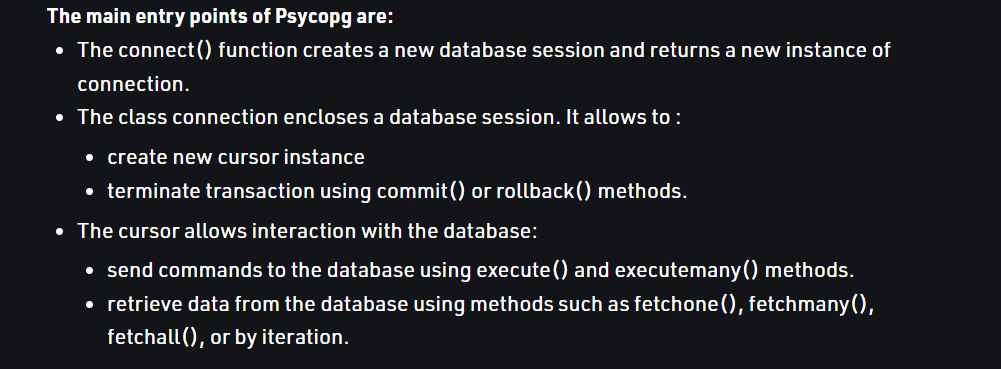 The main entry points of Psycopg are:
• The connect() function creates a new database session and returns a new instance of
connection.
• The class connection encloses a database session. It allows to :
• create new cursor instance
• terminate transaction using commit() or rollback() methods.
• The cursor allows interaction with the database:
• send commands to the database using execute() and executemany() methods.
• retrieve data from the database using methods such as fetchone(), fetchmany(),
fetchall(), or by iteration.